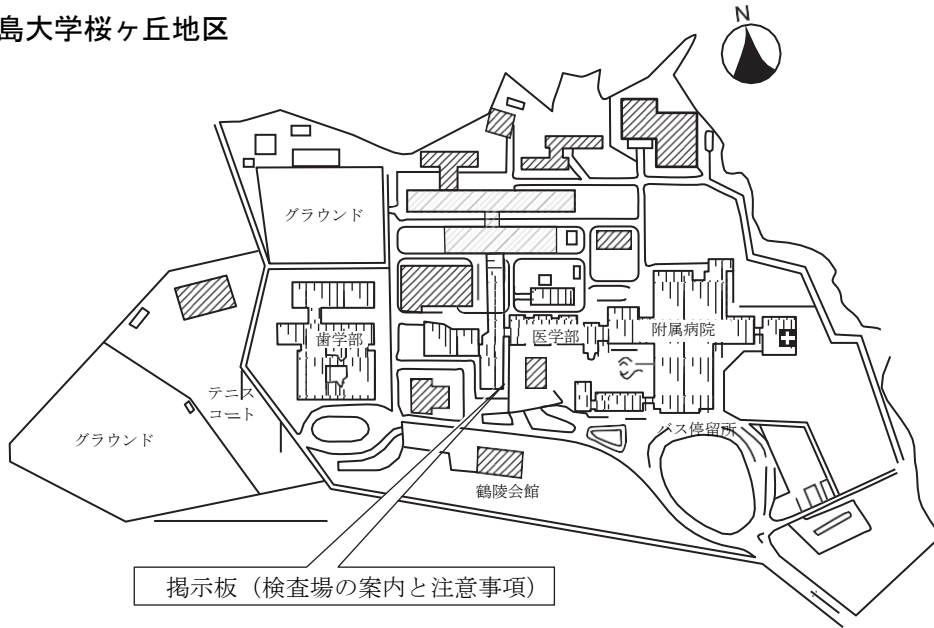 島大学桜ヶ丘地区
N
グラウンド
歯学部
医学部
附属病院
テニス
コート
グラウンド
バス停留所
鶴陵会館
掲示板（検査場の案内と注意事項）